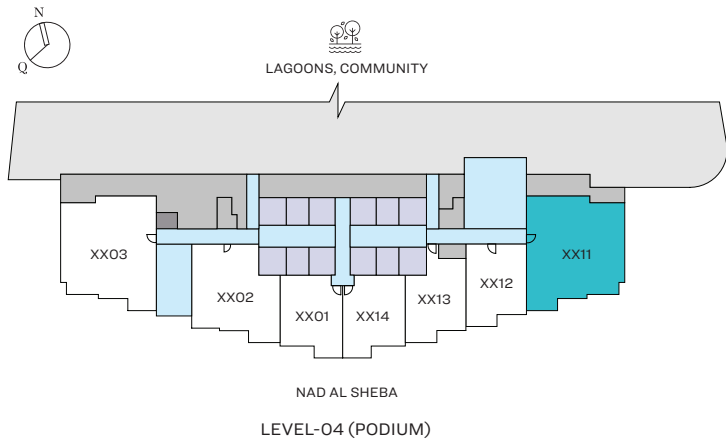 N
Q
LAGOONS, COMMUNITY
XX03
XX11
XX02
XX12
XX13
XX01
XX14
NAD AL SHEBA
LEVEL-04 (PODIUM)